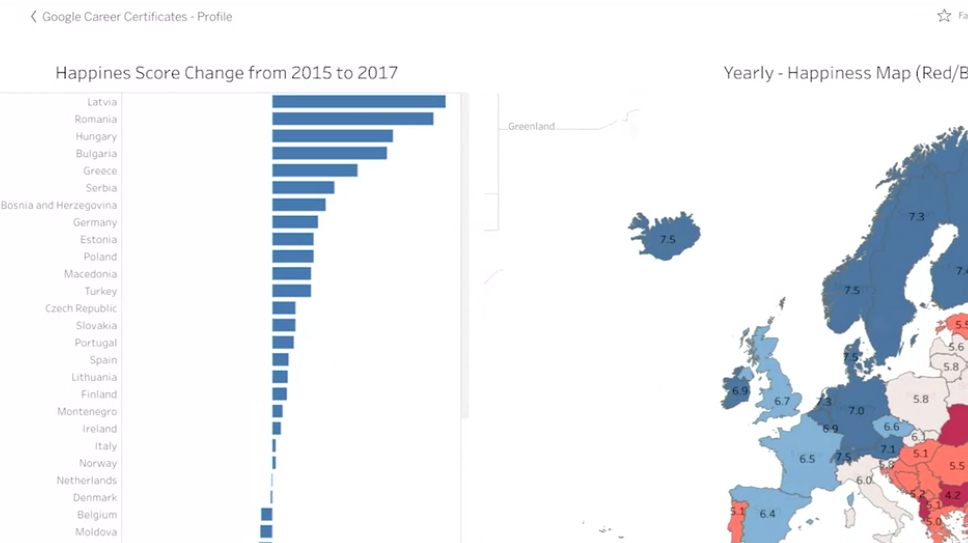 Google Career Certificates - Profile
Fa
Happines Score Change from 2015 to 2017
Latvia
Romania
Hungary
Bulgaria
Greece
Serbia
Bosnia and Herzegovina
Germany
Estonia
Poland
Macedonia
Turkey
Czech Republic
Slovakia
Portugal
Spain
Lithuania
Finland
Montenegro
Ireland
Italy
Norway
Netherlands
Denmark
Belgium
Moldova
Yearly - Happiness Map (Red/B
Greenland
7.3
7.5
7.4
7.5
5.5
5.6
7.5
5.8
6.9
6.7
7.3
7.0
5.8
6.9
6.6
6.1
7.1
5.1
6.5
7.5
5.8
5.5
6.0
5.2
4.2
5.1
6.4
5.1
5.0